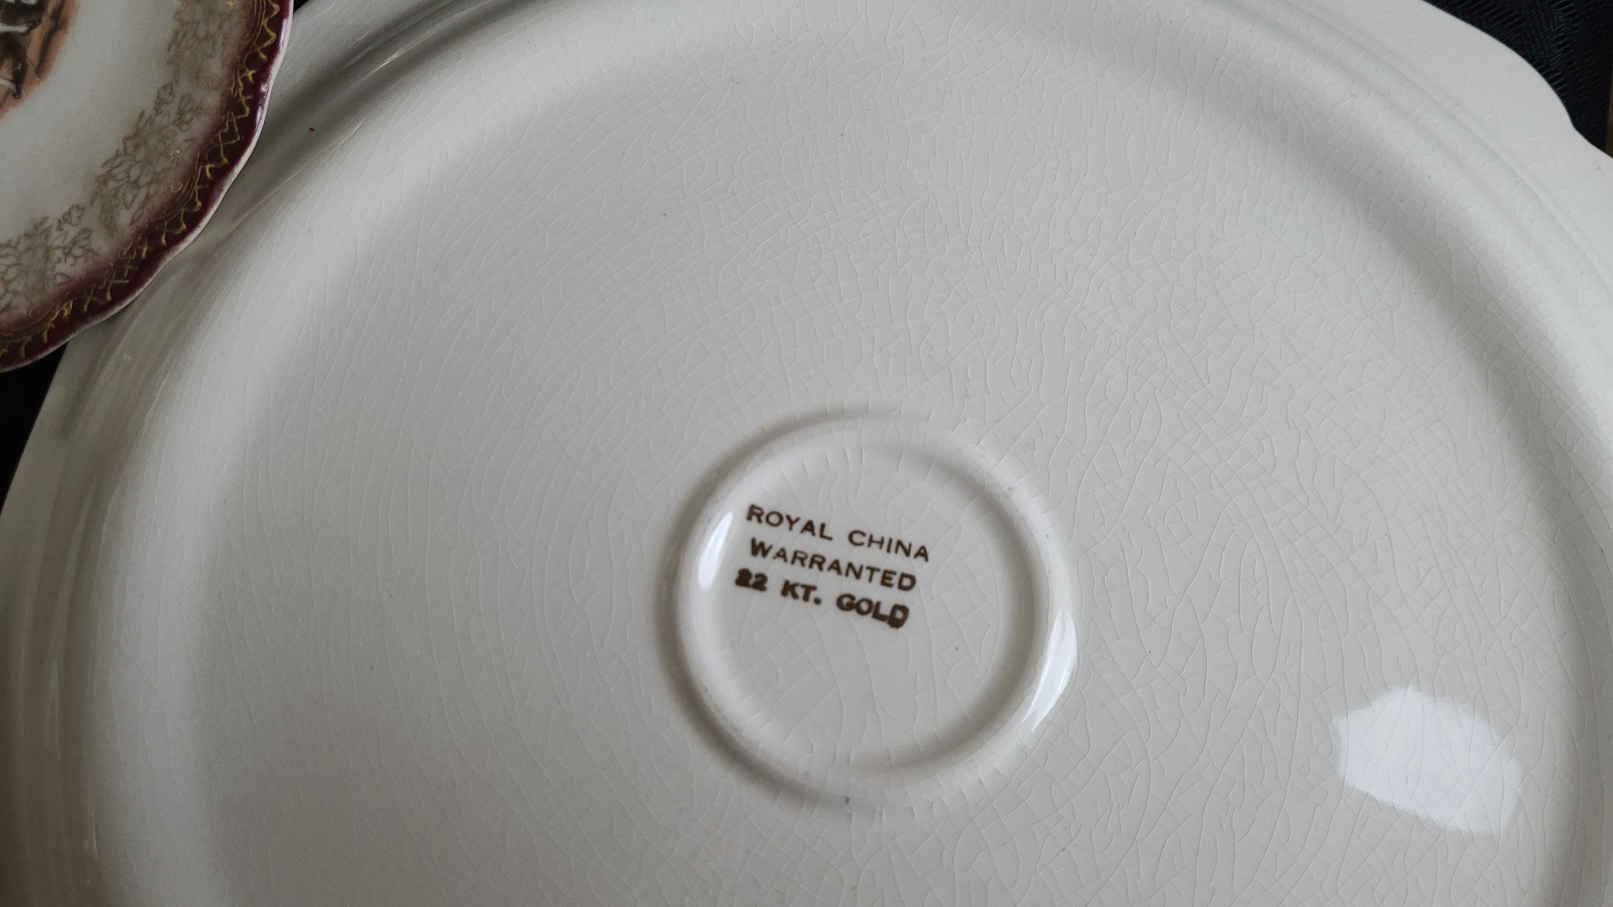 ROYAL CHINA
WARRANTED
22 KT. GOLD